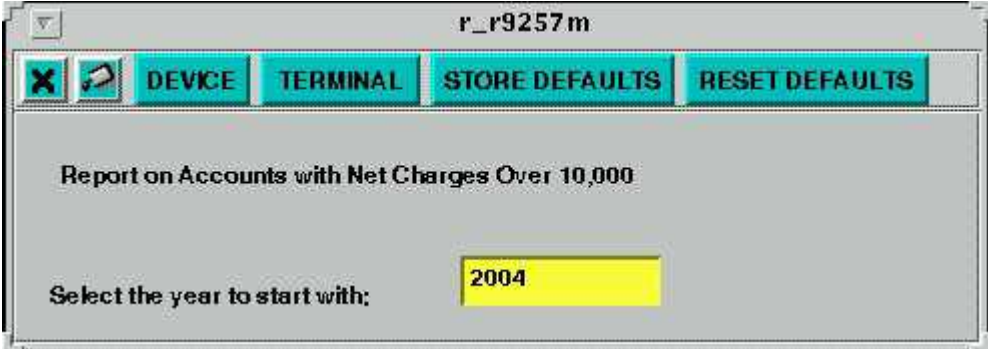 r_r9257m
DEVICE TERMINAL STORE DEFAULTS RESET DEFAULTS
Report on Accounts with Net Charges Over 10,000
2004
Select the year to start with: